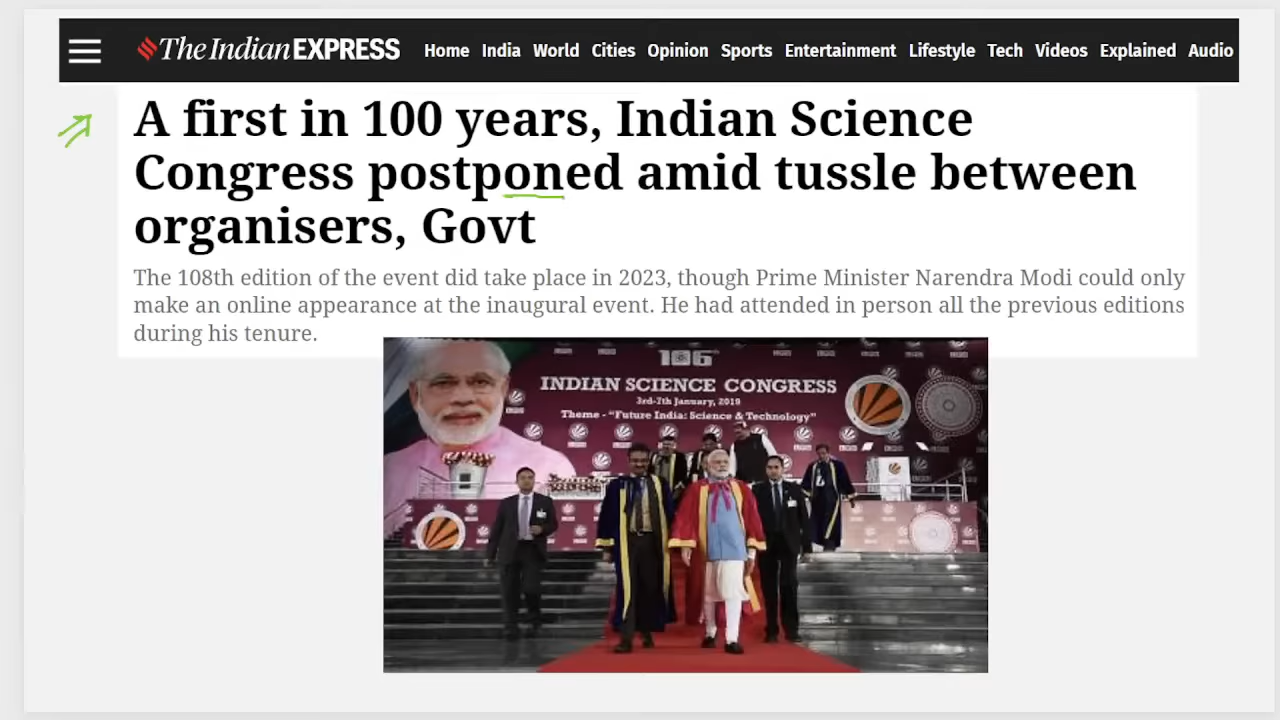 The Indian EXPRESS Home India World Cities Opinion Sports Entertainment Lifestyle Tech Videos Explained Audio
A first in 100 years, Indian Science
Congress postponed amid tussle between
organisers, Govt
The 108th edition of the event did take place in 2023, though Prime Minister Narendra Modi could only
make an online appearance at the inaugural event. He had attended in person all the previous editions
during his tenure.
106th
INDIAN SCIENCE CONGRESS
3rd-7th January, 2019
Theme - "Future India: Science & Technology"